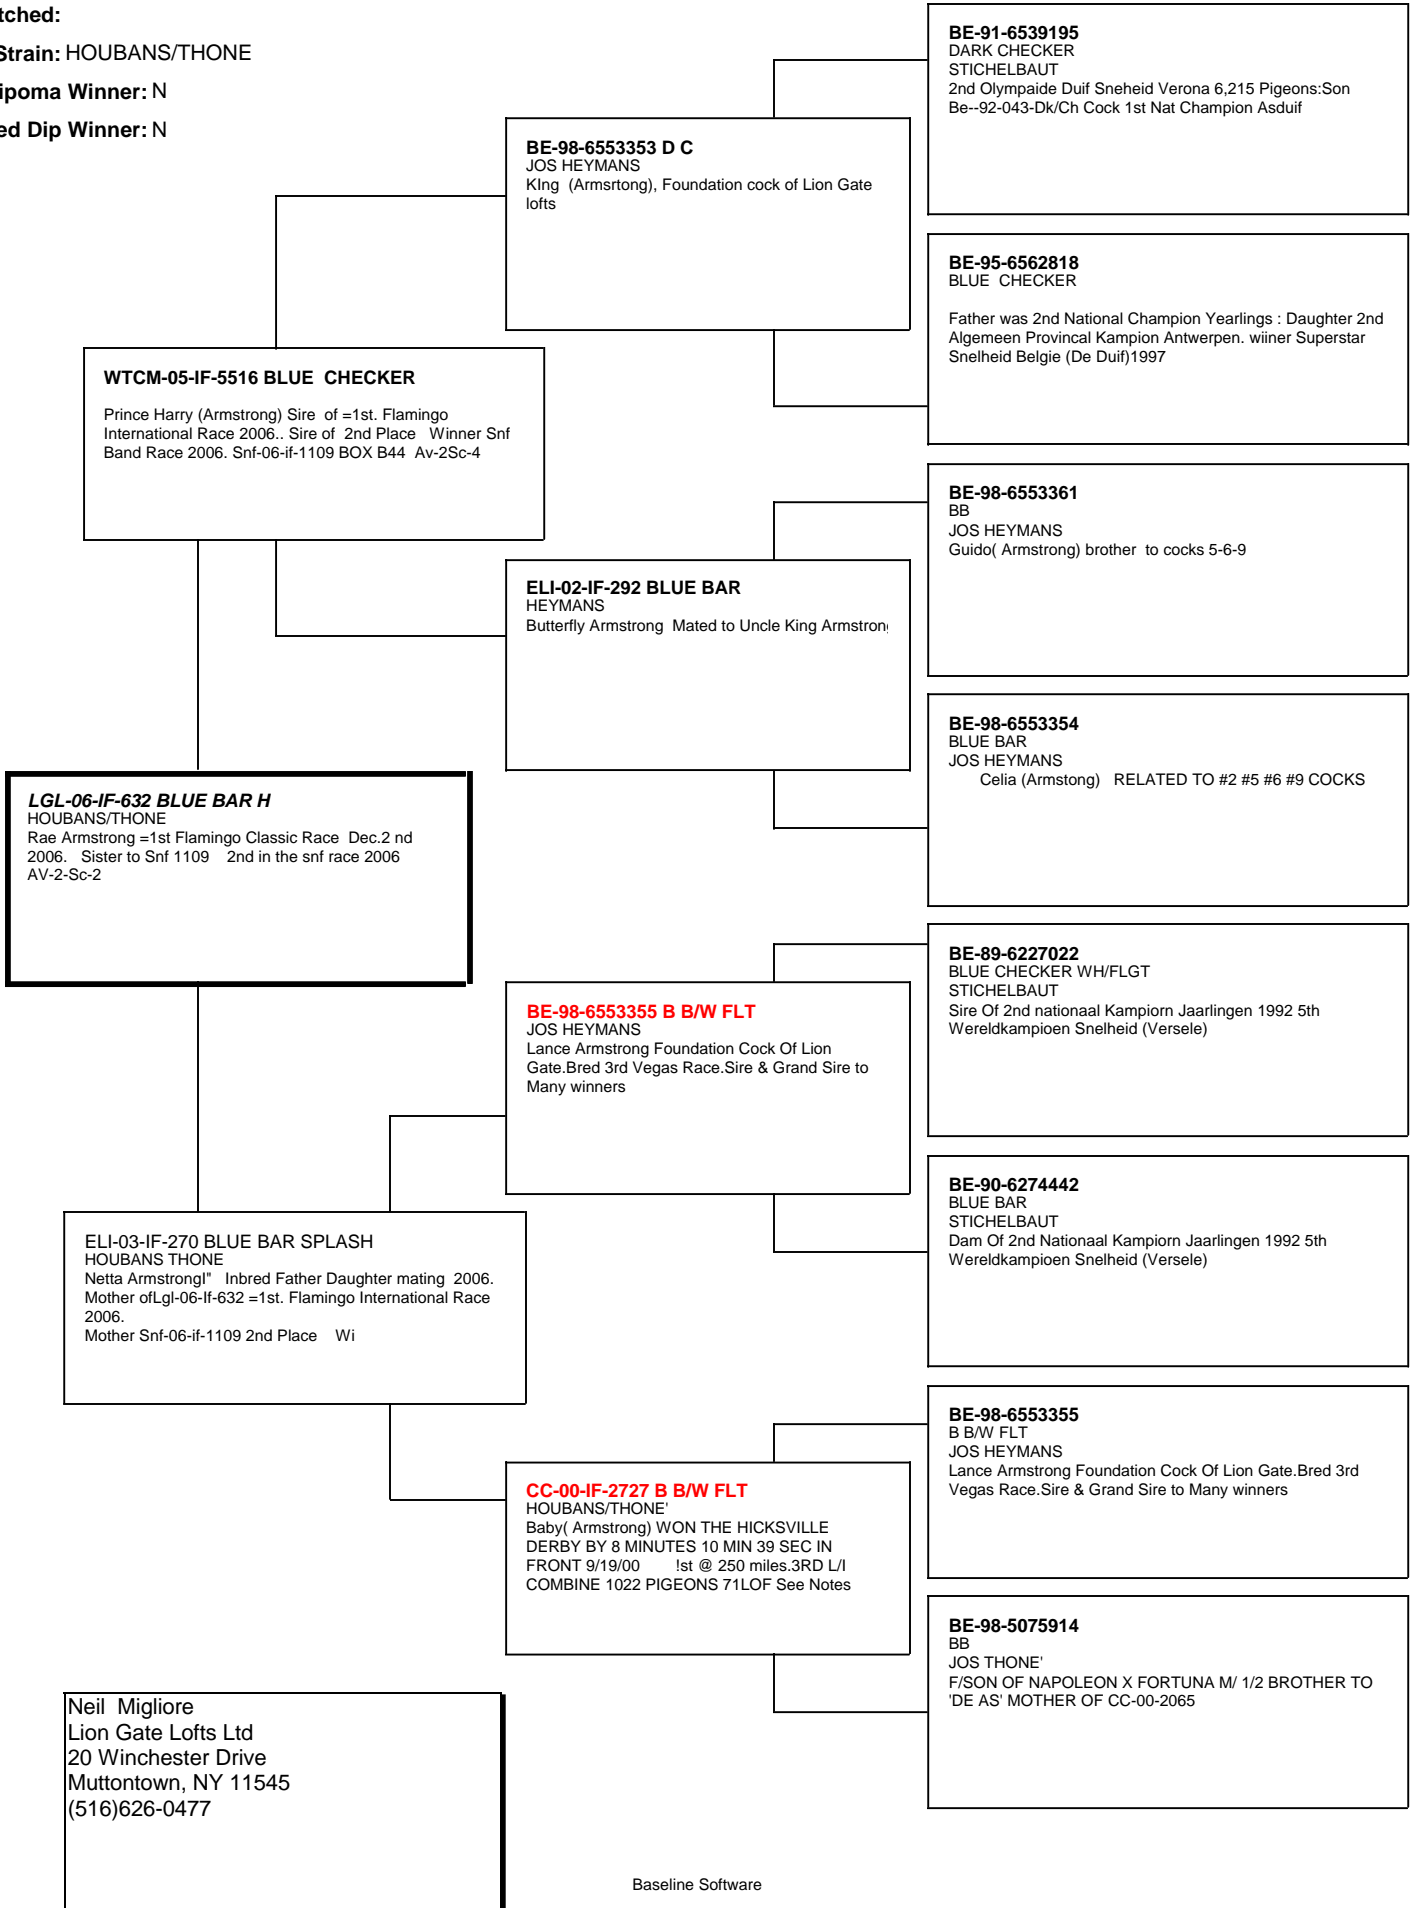 tched:
Strain: HOUBANS/THONE
ipoma Winner: N
ed Dip Winner: N
BE-91-6539195
DARK CHECKER
STICHELBAUT
2nd Olympaide Duif Sneheid Verona 6,215 Pigeons:Son
Be--92-043-Dk/Ch Cock 1st Nat Champion Asduif
BE-98-6553353 D C
JOS HEYMANS
KIng (Armsrtong), Foundation cock of Lion Gate
lofts
BE-95-6562818
BLUE CHECKER
Father was 2nd National Champion Yearlings : Daughter 2nd
Algemeen Provincal Kampion Antwerpen. wiiner Superstar
Snelheid Belgie (De Duif)1997
WTCM-05-IF-5516 BLUE CHECKER
Prince Harry (Armstrong) Sire of =1st. Flamingo
International Race 2006.. Sire of 2nd Place Winner Snf
Band Race 2006. Snf-06-if-1109 BOX B44 Av-2Sc-4
BE-98-6553361
BB
JOS HEYMANS
Guido( Armstrong) brother to cocks 5-6-9
ELI-02-IF-292 BLUE BAR
HEYMANS
Butterfly Armstrong Mated to Uncle King Armstron
BE-98-6553354
BLUE BAR
JOS HEYMANS
Celia (Armstong) RELATED TO #2 #5 #6 #9 COCKS
LGL-06-IF-632 BLUE BAR H
HOUBANS/THONE
Rae Armstrong =1st Flamingo Classic Race Dec.2 nd
2006. Sister to Snf 1109 2nd in the snf race 2006
AV-2-Sc-2
BE-89-6227022
BLUE CHECKER WH/FLGT
STICHELBAUT
Sire Of 2nd nationaal Kampiorn Jaarlingen 1992 5th
Wereldkampioen Snelheid (Versele)
BE-98-6553355 B B/W FLT
JOS HEYMANS
Lance Armstrong Foundation Cock Of Lion
Gate.Bred 3rd Vegas Race.Sire & Grand Sire to
Many winners
BE-90-6274442
BLUE BAR
STICHELBAUT
Dam Of 2nd Nationaal Kampiorn Jaarlingen 1992 5th
Wereldkampioen Snelheid (Versele)
ELI-03-IF-270 BLUE BAR SPLASH
HOUBANS THONE
Netta ArmstrongI" Inbred Father Daughter mating 2006.
Mother ofLgl-06-If-632 =1st. Flamingo International Race
2006.
Mother Snf-06-if-1109 2nd Place Wi
BE-98-6553355
B B/W FLT
JOS HEYMANS
Lance Armstrong Foundation Cock Of Lion Gate.Bred 3rd
Vegas Race.Sire & Grand Sire to Many winners
CC-00-IF-2727 B B/W FLT
HOUBANS/THONE'
Baby( Armstrong) WON THE HICKSVILLE
DERBY BY 8 MINUTES 10 MIN 39 SEC IN
FRONT 9/19/00 !st @ 250 miles.3RD L/I
COMBINE 1022 PIGEONS 71LOF See Notes
BE-98-5075914
BB
JOS THONE'
F/SON OF NAPOLEON X FORTUNA M/ 1/2 BROTHER TO
'DE AS' MOTHER OF CC-00-2065
Neil Migliore
Lion Gate Lofts Ltd
20 Winchester Drive
Muttontown, NY 11545
(516)626-0477
Baseline Software